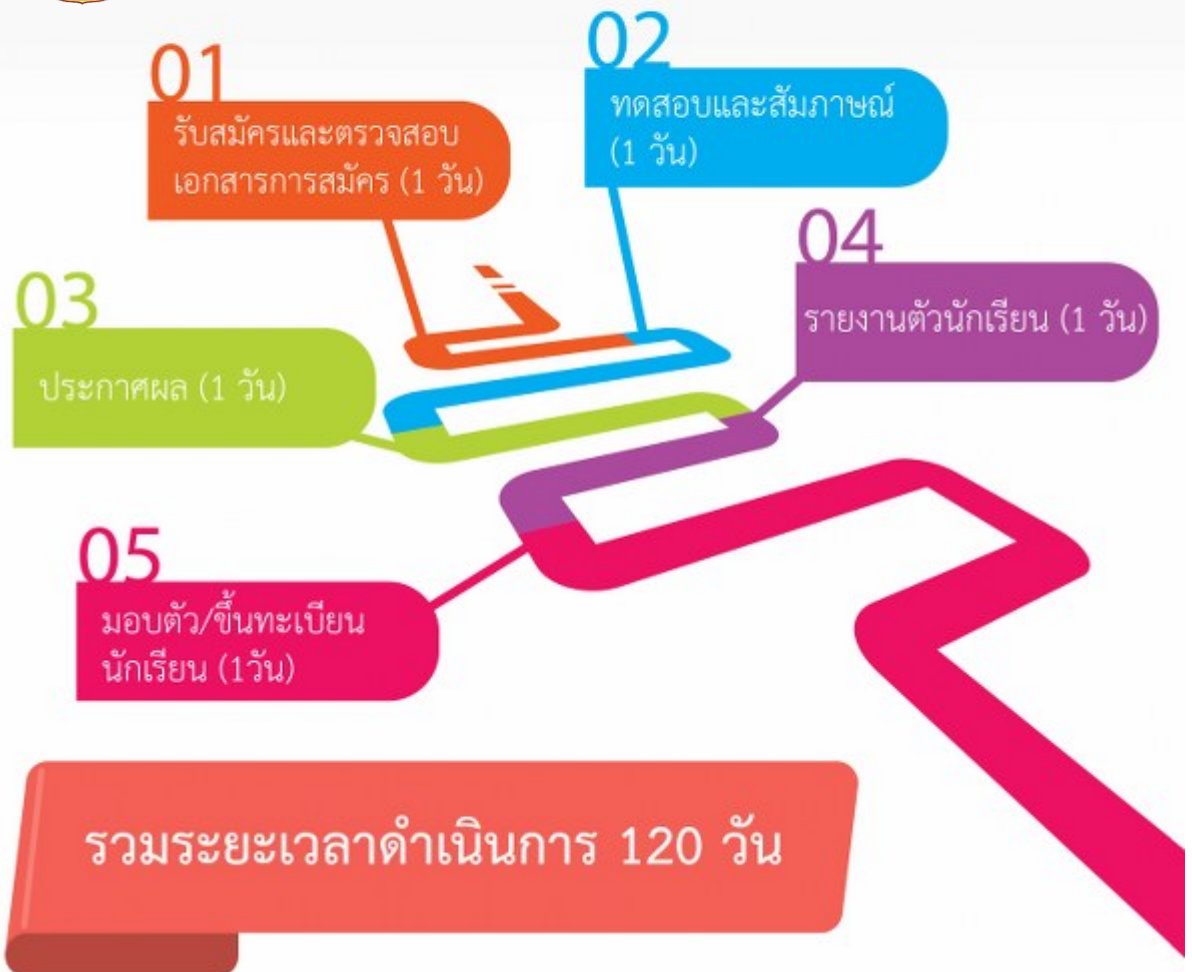 01
รับสมัครและตรวจสอบ
เอกสารการสมัคร (1 วัน)
02
ทดสอบและสัมภาษณ์
(1 วัน)
03
ประกาศผล (1 วัน)
04
รายงานตัวนักเรียน (1 วัน)
05
มอบตัว/ขึ้นทะเบียน
นักเรียน (1วัน)
รวมระยะเวลาดำเนินการ 120 วัน